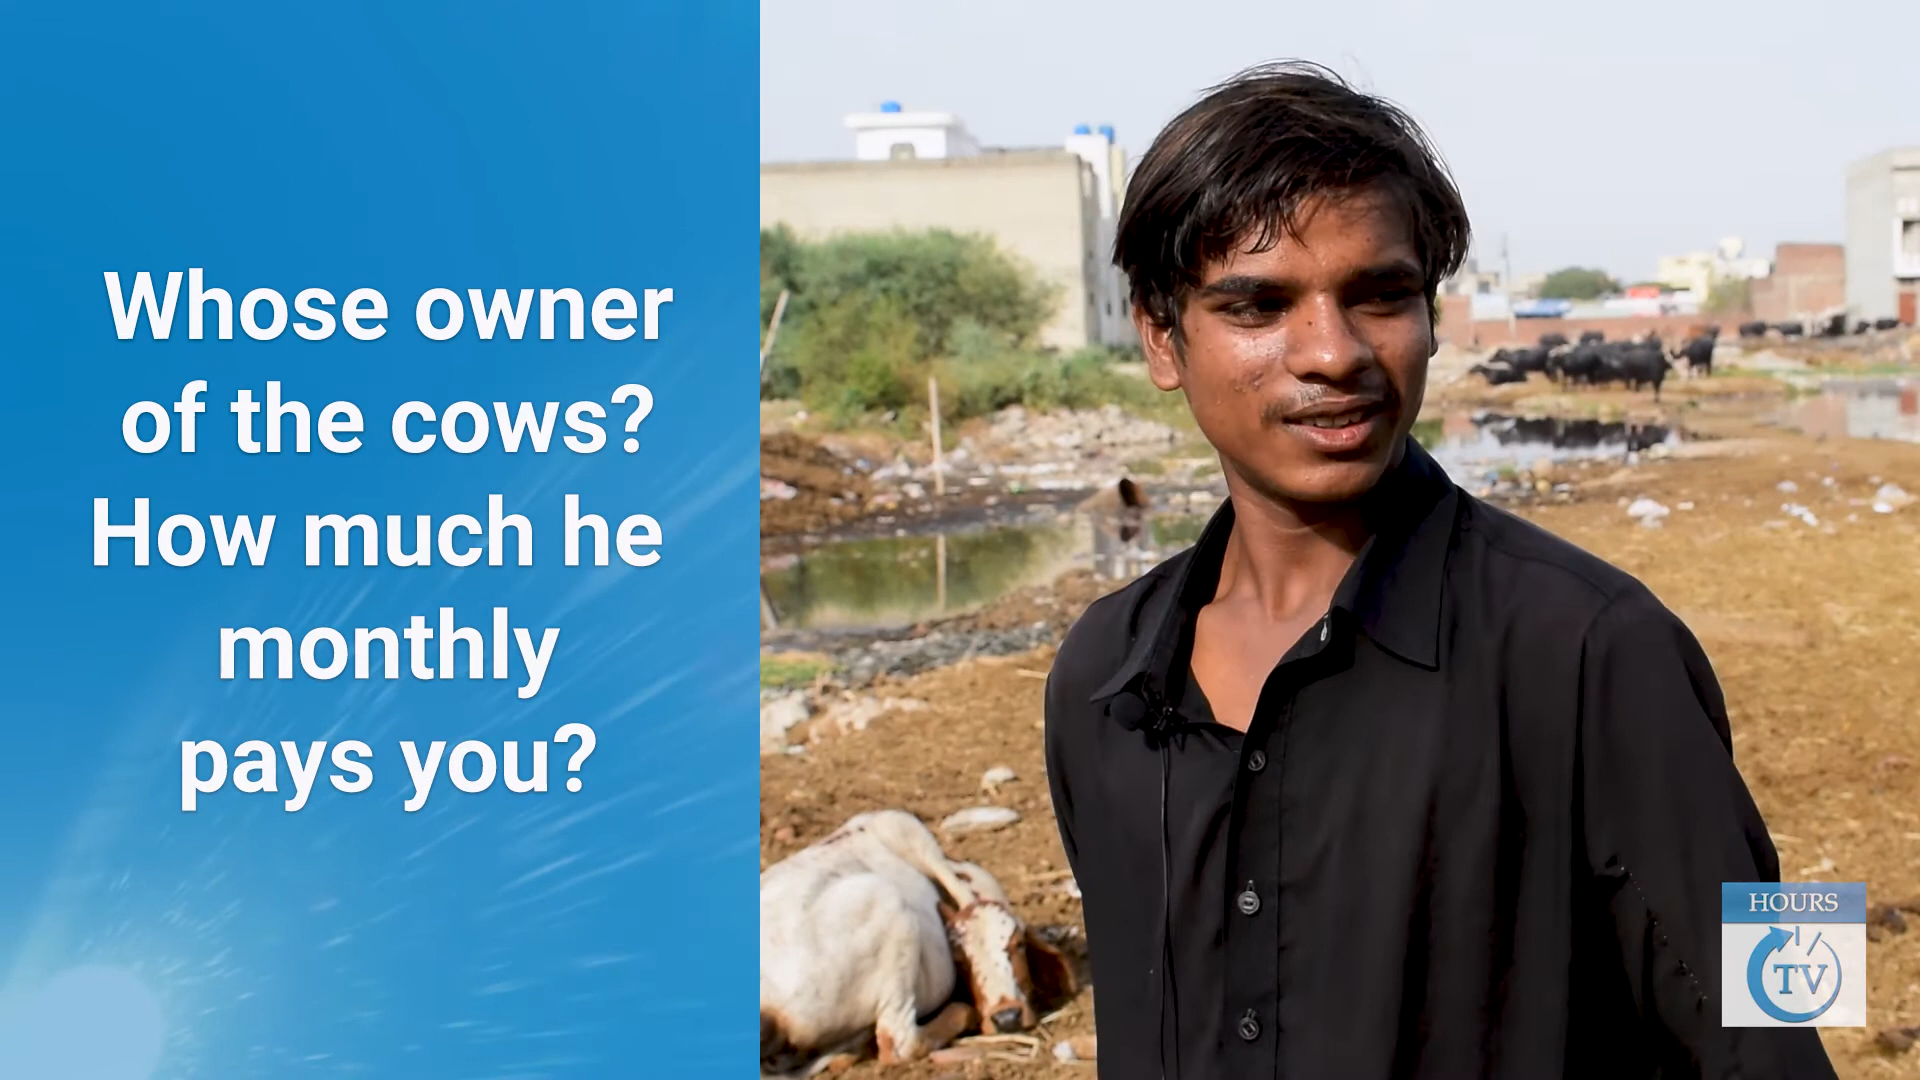 Whose owner
of the cows?
How much he
monthly
pays you?
HOURS
TV